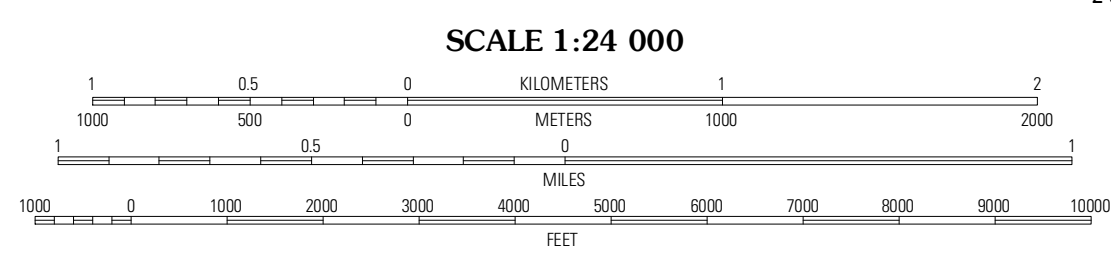 SCALE 1:24 000
1 0.5 0 KILOMETERS 1 2
1000 500 0 METERS 1000 2000
1 0.5 0 1
MILES
1000 0 1000 2000 3000 4000 5000 6000 7000 8000 9000 10000
FEET